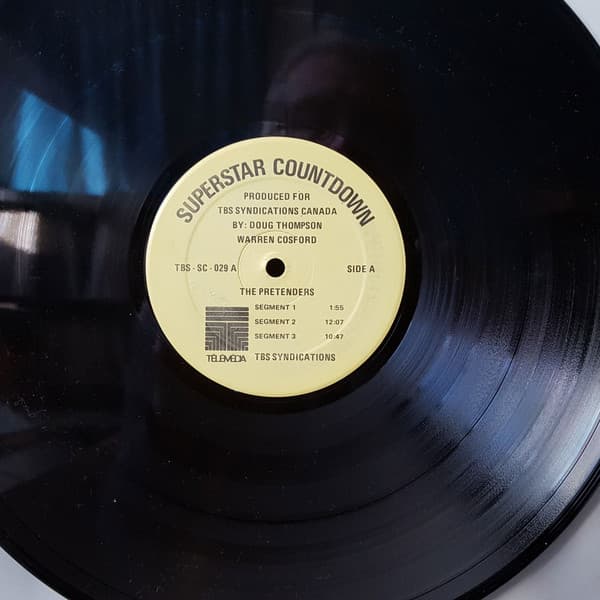 SUPERSTAR COUNTDOWN
PRODUCED FOR
TBS SYNDICATIONS CANADA
BY: DOUG THOMPSON
WARREN COSFORD
TBS - SC - 029 A SIDE A
THE PRETENDERS
SEGMENT 1 1:55
SEGMENT 2 12:07
SEGMENT 3 10:47
TÉLÉMEDIA TBS SYNDICATIONS